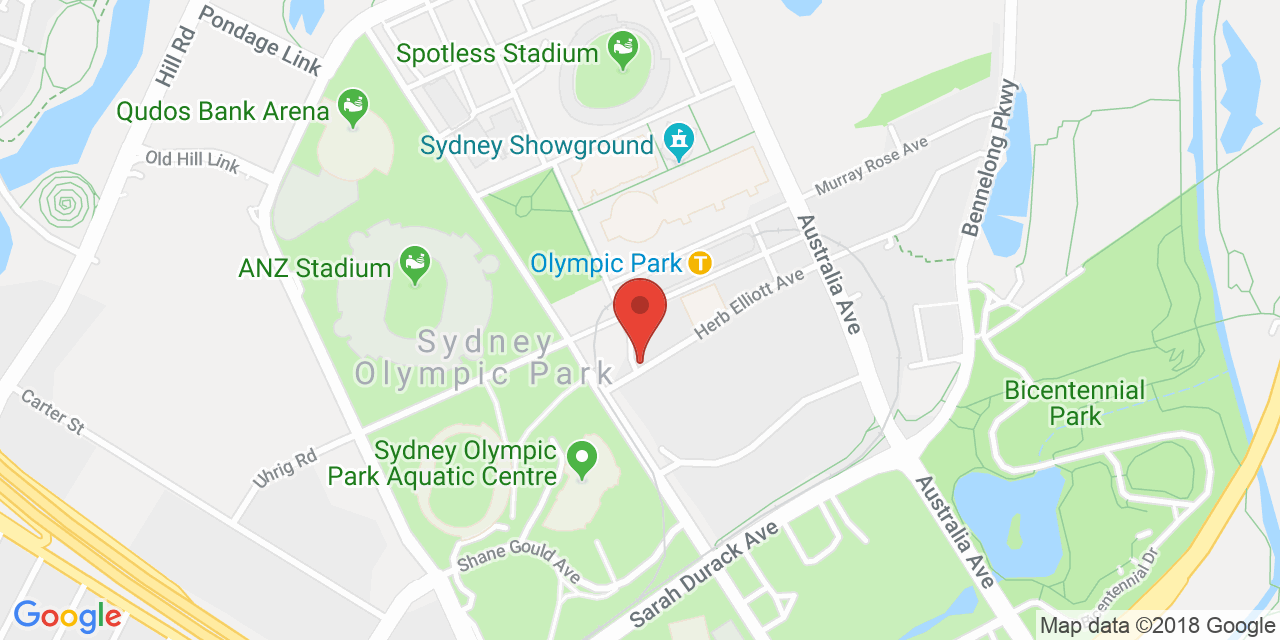 Pondage Link
Hill Rd
Spotless Stadium
Qudos Bank Arena
Bennelong Pkwy
Sydney Showground
Old Hill Link
Murray Rose Ave
Australia Ave
ANZ Stadium
Olympic Park
T
Herb Elliott Ave
Sydney
Olympic Park
Carter St
Bicentennial
Park
Uhrig Rd
Sydney Olympic
Park Aquatic Centre
Australia Ave
Shane Gould Ave
Sarah Durack Ave
Bicentennial Dr
Google
Map data ©2018 Google